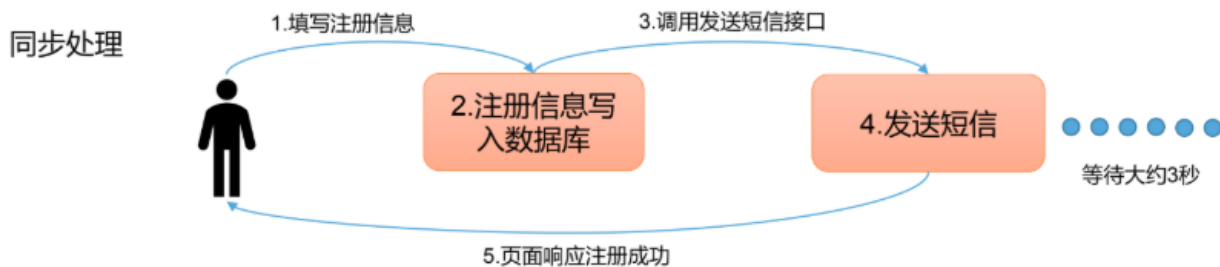 同步处理
1.填写注册信息
3.调用发送短信接口
2.注册信息写
入数据库
4.发送短信
等待大约3秒
5.页面响应注册成功